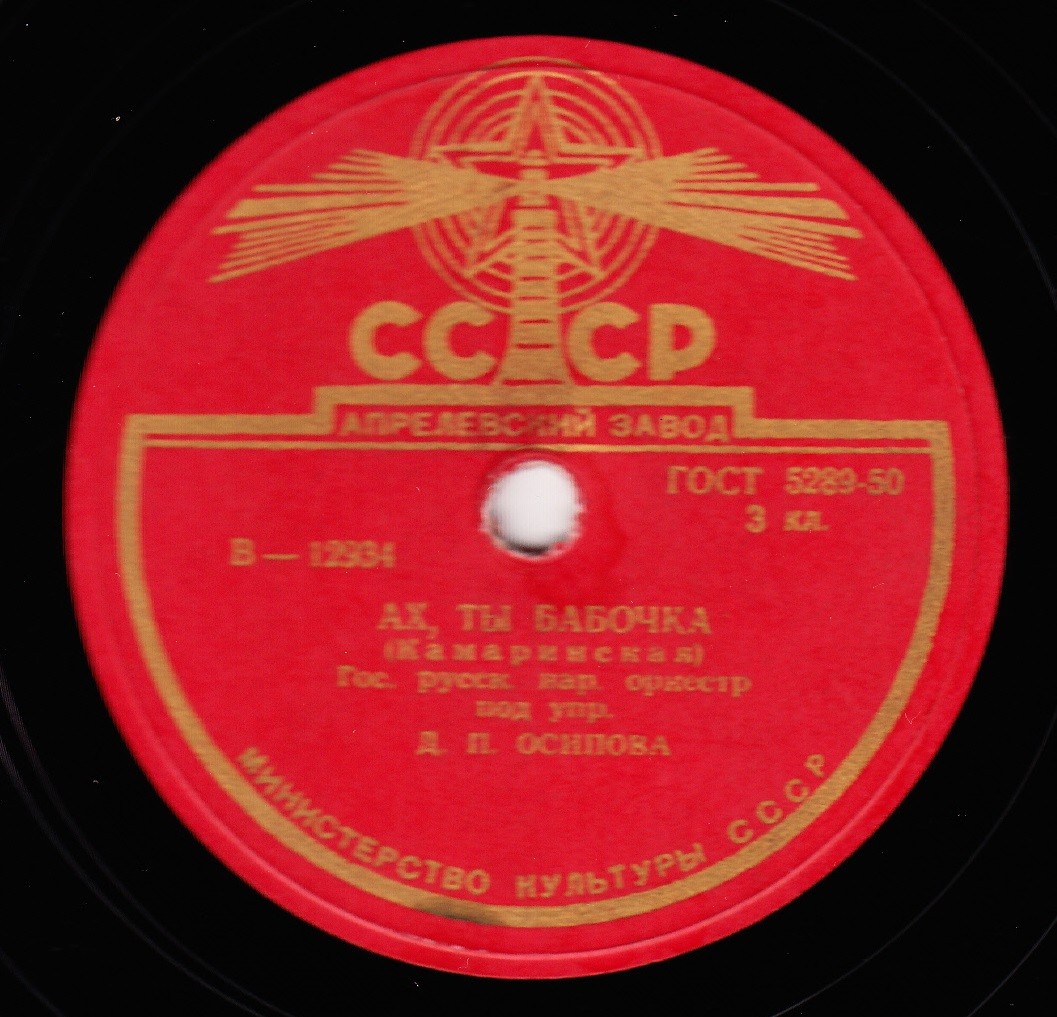 СССР
АПРЕЛЕВСКИЙ ЗАВОД
ГОСТ 5289-50
3 кл.
В — 12934
АХ, ТЫ БАБОЧКА
(Камаринская)
Гос. русск. нар. оркестр
под упр.
Д. П. ОСИПОВА
МИНИСТЕРСТВО КУЛЬТУРЫ СССР